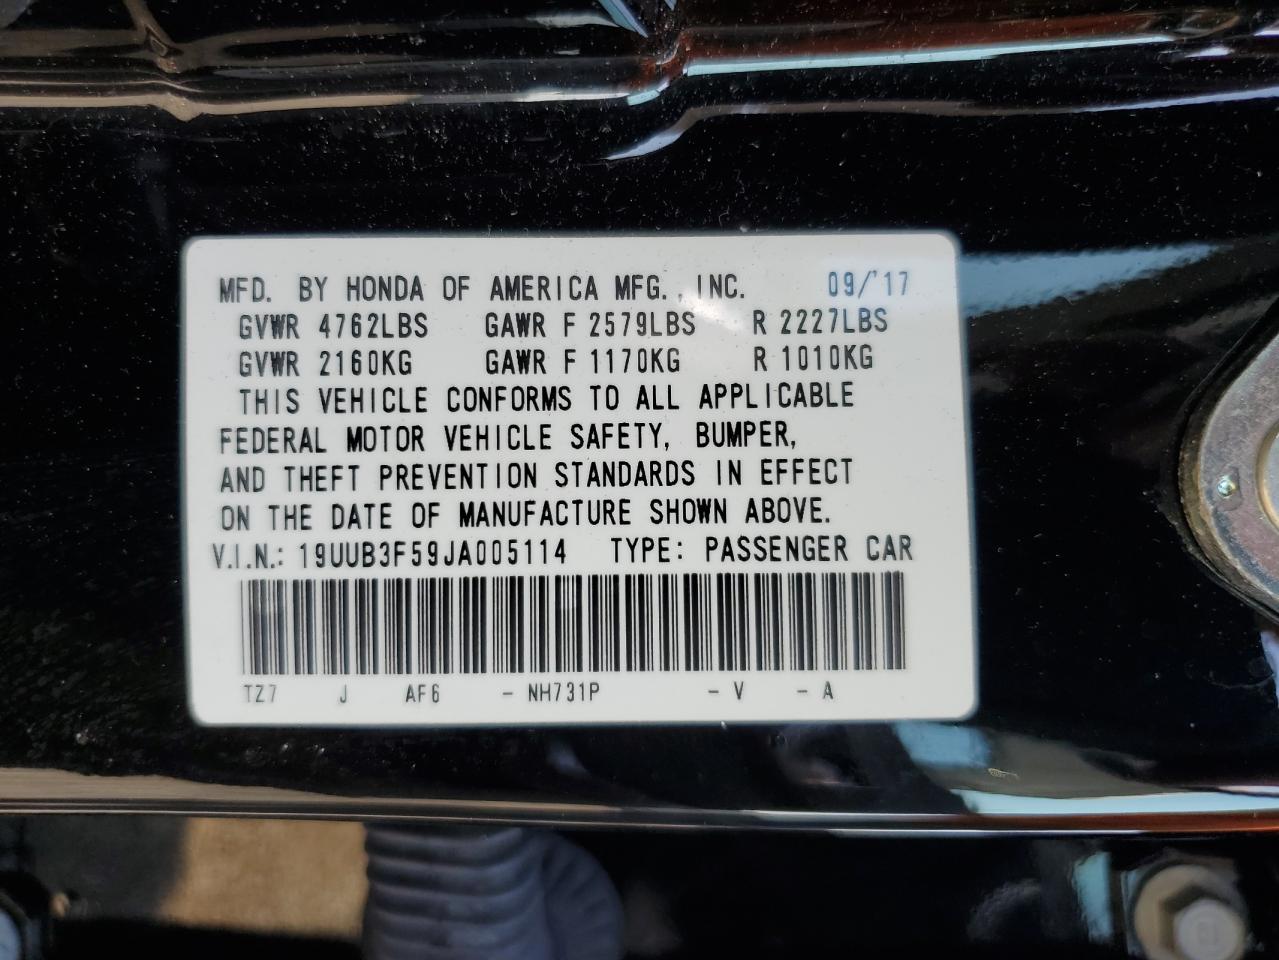 MFD. BY HONDA OF AMERICA MFG., INC. 09/'17
GVWR 4762LBS GAWR F 2579LBS R 2227LBS
GVWR 2160KG GAWR F 1170KG R 1010KG
THIS VEHICLE CONFORMS TO ALL APPLICABLE
FEDERAL MOTOR VEHICLE SAFETY, BUMPER,
AND THEFT PREVENTION STANDARDS IN EFFECT
ON THE DATE OF MANUFACTURE SHOWN ABOVE.
V.I.N.: 19UUB3F59JA005114 TYPE: PASSENGER CAR
TZ7 J AF6 - NH731P - V - A